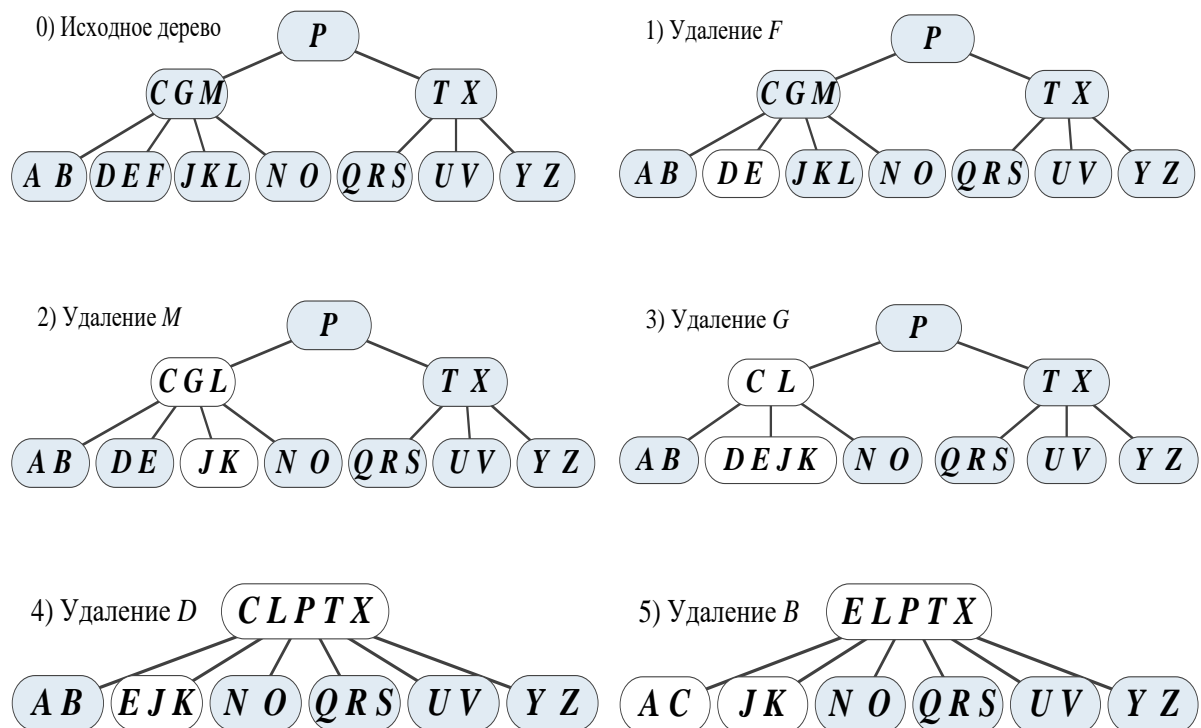 0) Исходное дерево
P
C G M
T X
A B
D E F
J K L
N O
Q R S
U V
Y Z
1) Удаление F
P
C G M
T X
A B
D E
J K L
N O
Q R S
U V
Y Z
2) Удаление M
P
C G L
T X
A B
D E
J K
N O
Q R S
U V
Y Z
3) Удаление G
P
C L
T X
A B
D E J K
N O
Q R S
U V
Y Z
4) Удаление D
C L P T X
A B
E J K
N O
Q R S
U V
Y Z
5) Удаление B
E L P T X
A C
J K
N O
Q R S
U V
Y Z